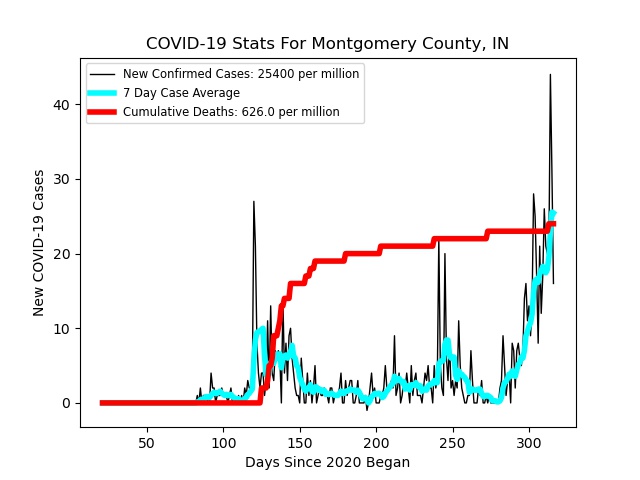 COVID-19 Stats For Montgomery County, IN
New Confirmed Cases: 25400 per million
7 Day Case Average
Cumulative Deaths: 626.0 per million
New COVID-19 Cases
40
30
20
10
0
50 100 150 200 250 300
Days Since 2020 Began